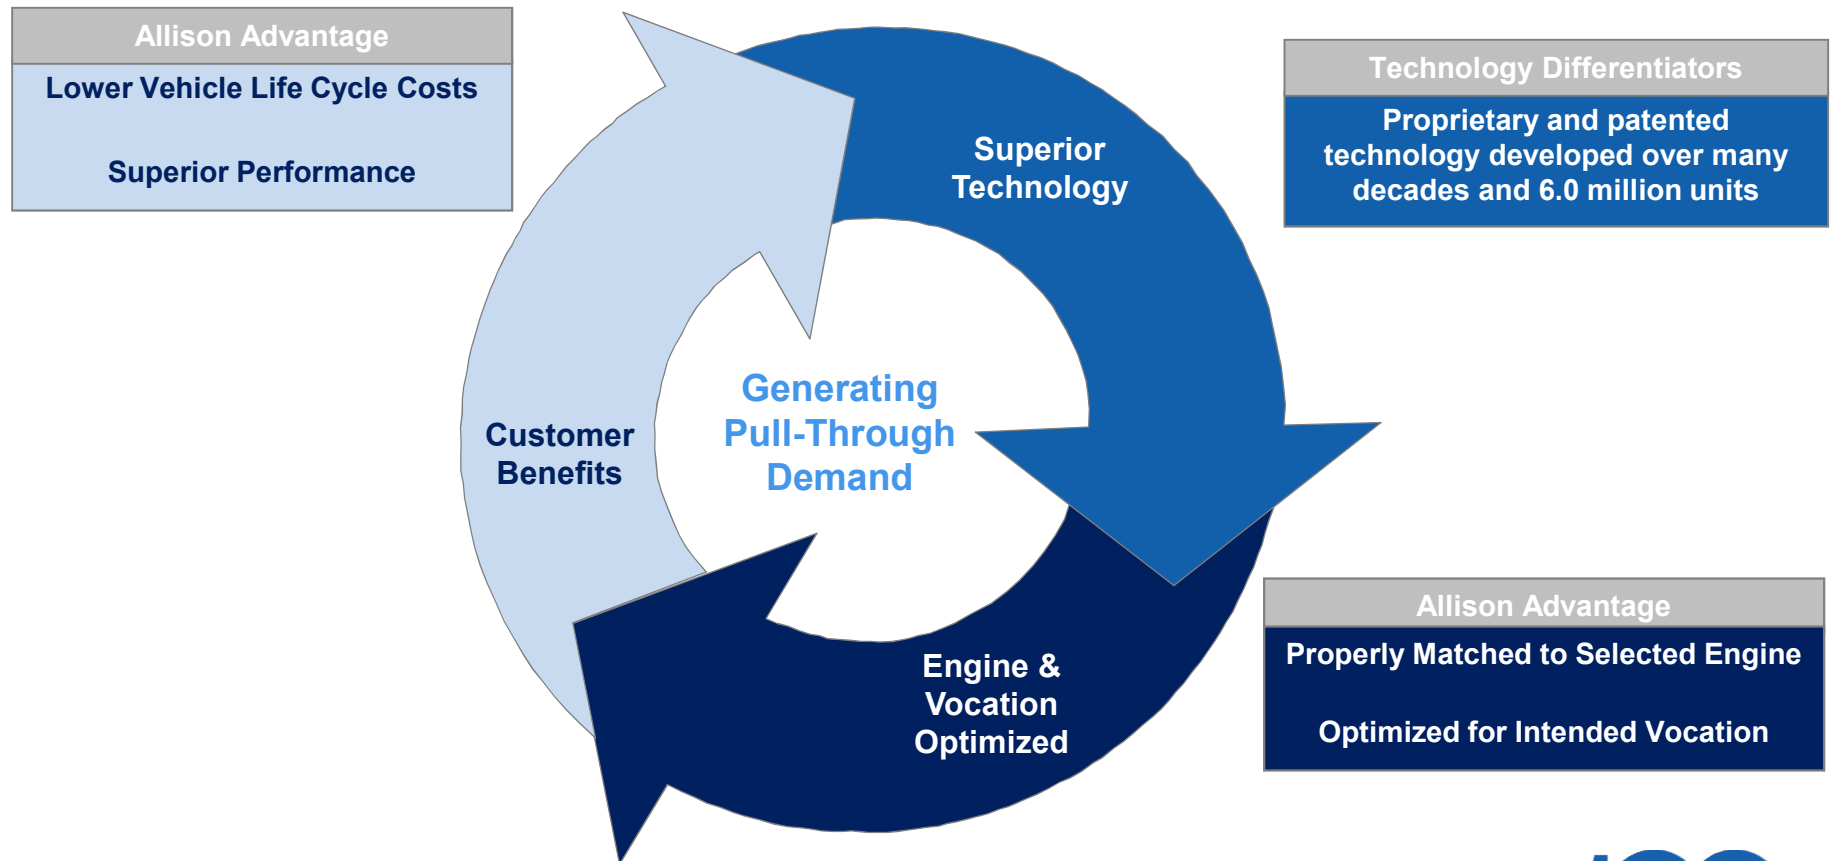 Allison Advantage
Lower Vehicle Life Cycle Costs
Superior Performance
Technology Differentiators
Proprietary and patented
technology developed over many
decades and 6.0 million units
Superior
Technology
Generating
Pull-Through
Demand
Customer
Benefits
Engine &
Vocation
Optimized
Allison Advantage
Properly Matched to Selected Engine
Optimized for Intended Vocation